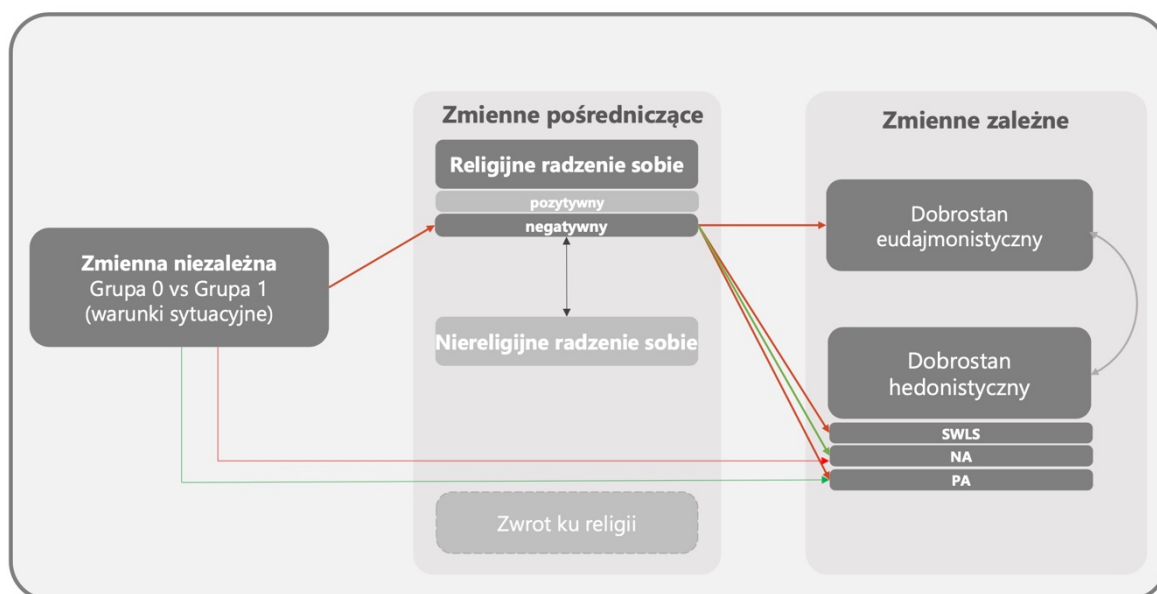 Zmienne pośredniczące
Zmienne zależne
Religijne radzenie sobie
pozytywny
negatywny
Zmienna niezależna
Grupa 0 vs Grupa 1
(warunki sytuacyjne)
Niereligijne radzenie sobie
Zwrot ku religii
Dobrostan
eudajmonistyczny
Dobrostan
hedonistyczny
SWLS
NA
PA